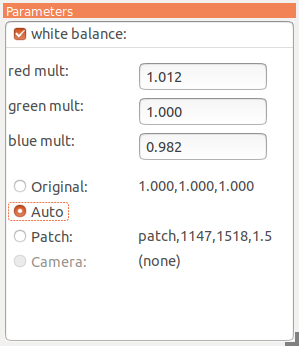 Parameters
white balance:
red mult: 1.012
green mult: 1.000
blue mult: 0.982
Original: 1.000,1.000,1.000
Auto
Patch: patch,1147,1518,1.5
Camera: (none)